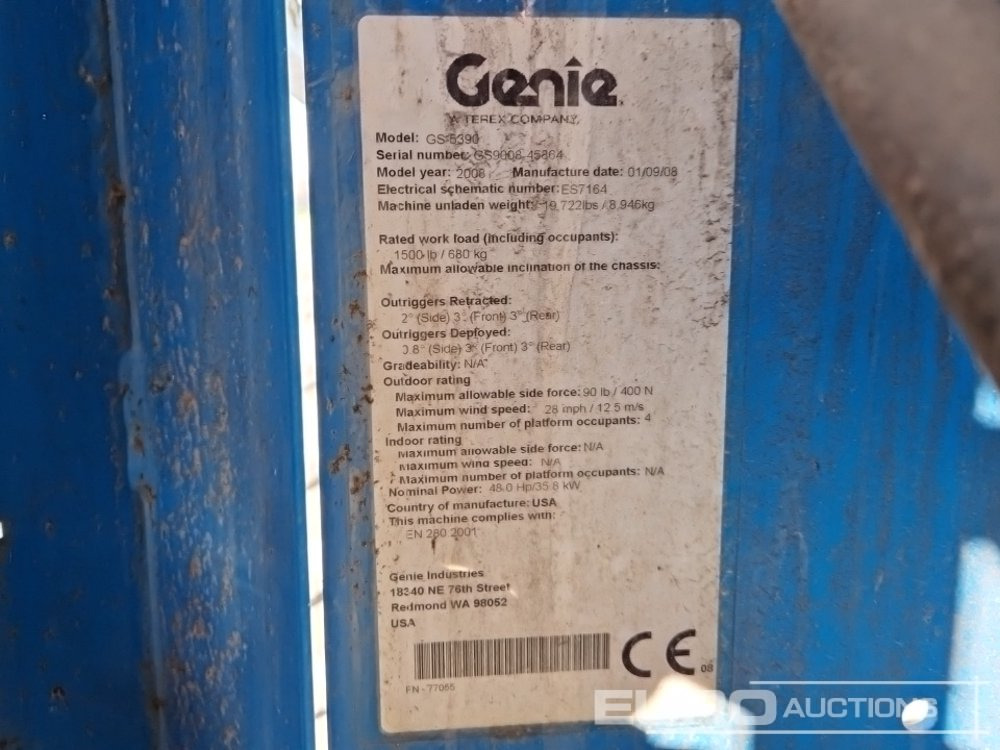 Genie
A TEREX COMPANY
Model: GS-5390
Serial number: GS9008-45864
Model year: 2008 Manufacture date: 01/09/08
Electrical schematic number: ES7164
Machine unladen weight: 19,722lbs / 8,946kg
Rated work load (including occupants):
1500 lb / 680 kg
Maximum allowable inclination of the chassis:
Outriggers Retracted:
2° (Side) 3° (Front) 3° (Rear)
Outriggers Deployed:
0.8° (Side) 3° (Front) 3° (Rear)
Gradeability: N/A
Outdoor rating
Maximum allowable side force: 90 lb / 400 N
Maximum wind speed: 28 mph / 12.5 m/s
Maximum number of platform occupants: 4
Indoor rating
Maximum allowable side force: N/A
Maximum wind speed: N/A
Maximum number of platform occupants: N/A
Nominal Power: 48.0 Hp/35.8 kW
Country of manufacture: USA
This machine complies with:
EN 280 2001
Genie Industries
18340 NE 76th Street
Redmond WA 98052
USA
CE 08
PN - 77055
EURO AUCTIONS